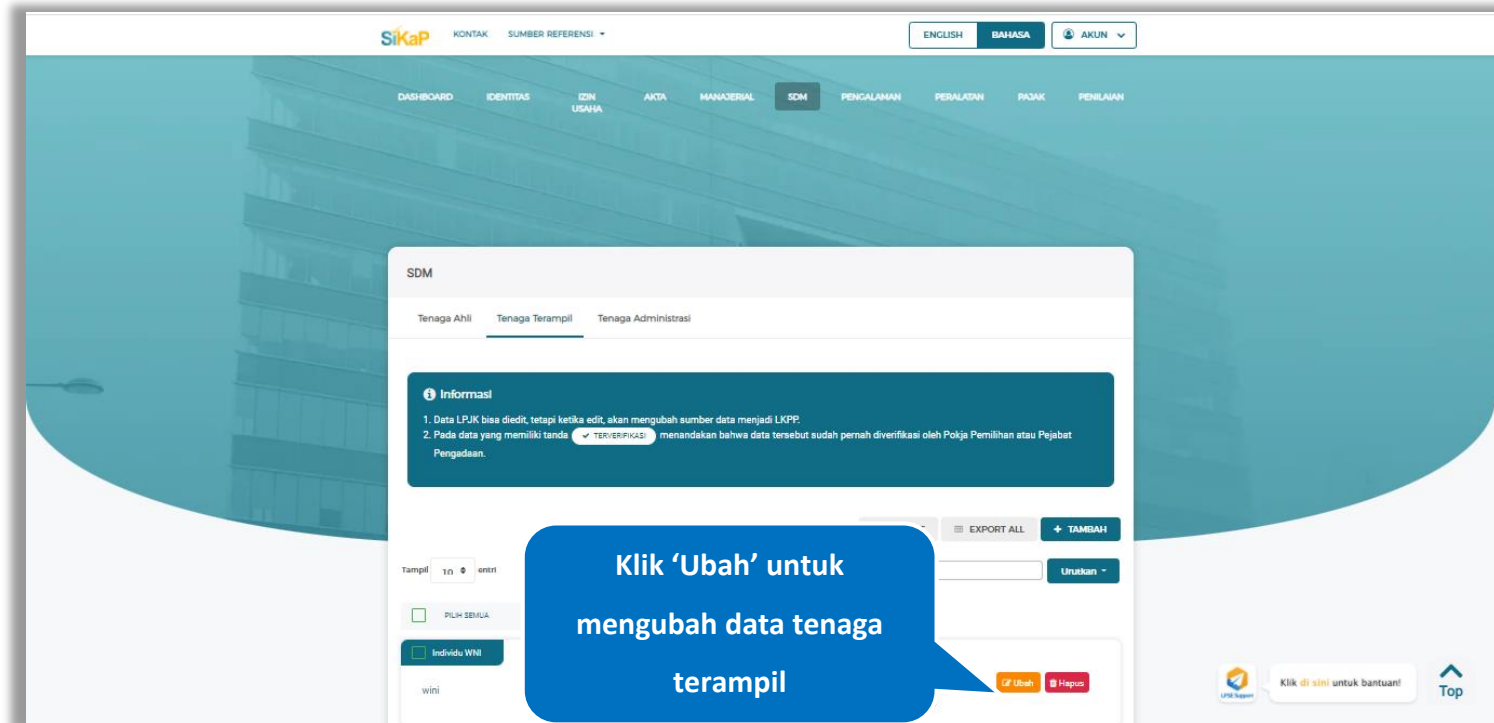 SiKaP KONTAK SUMBER REFERENSI ENGLISH BAHASA AKUN
DASHBOARD IDENTITAS IZIN USAHA AKTA MANAJERIAL SDM PENGALAMAN PERALATAN PAJAK PENILAIAN
SDM
Tenaga Ahli Tenaga Terampil Tenaga Administrasi
Informasi
1. Data LPJK bisa diedit, tetapi ketika edit, akan mengubah sumber data menjadi LKPP.
2. Pada data yang memiliki tanda TERVERIFIKASI menandakan bahwa data tersebut sudah pernah diverifikasi oleh Pokja Pemilihan atau Pejabat
Pengadaan.
EXPORT ALL + TAMBAH
Tampil 10 entri Urutkan
PILIH SEMUA
Individu WNI
wini Ubah Hapus
Klik ‘Ubah’ untuk
mengubah data tenaga
terampil
LPSE Support Klik di sini untuk bantuan! Top